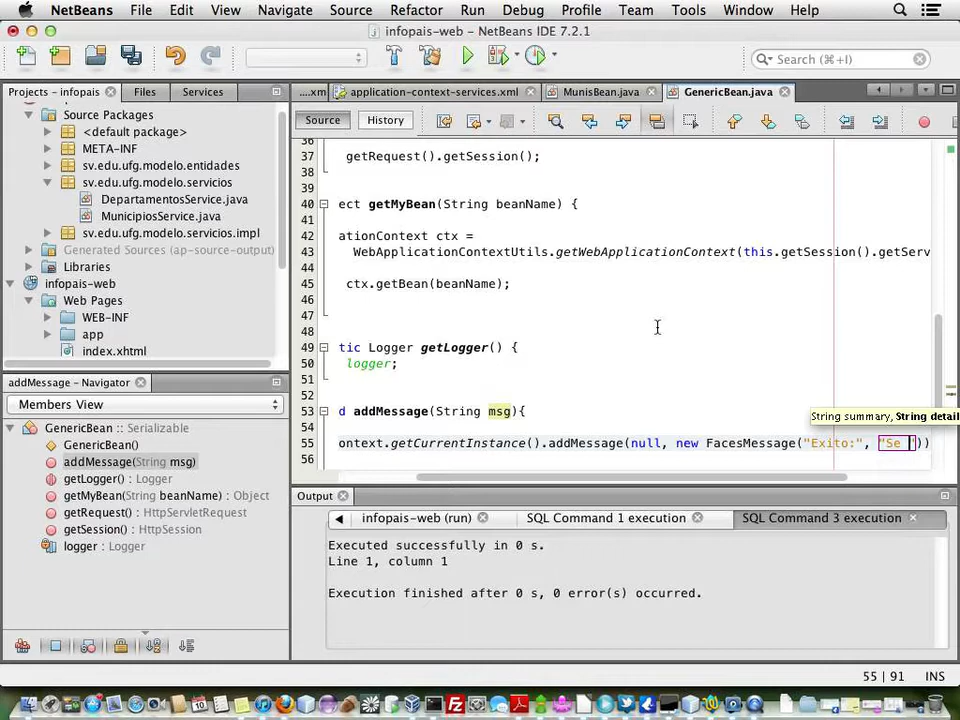 NetBeans File Edit View Navigate Source Refactor Run Debug Profile Team Tools Window Help
infopais-web - NetBeans IDE 7.2.1
Search (⌘+I)
Projects - infopais Files Services
....xm application-context-services.xml MunisBean.java GenericBean.java
Source History
Source Packages
<default package>
META-INF
sv.edu.ufg.modelo.entidades
sv.edu.ufg.modelo.servicios
DepartamentosService.java
MunicipiosService.java
sv.edu.ufg.modelo.servicios.impl
Generated Sources (ap-source-output)
Libraries
infopais-web
Web Pages
WEB-INF
app
index.xhtml
36
37 getRequest().getSession();
38
39
40 ect getMyBean(String beanName) {
41
42 ationContext ctx =
43 WebApplicationContextUtils.getWebApplicationContext(this.getSession().getServ
44
45 ctx.getBean(beanName);
46
47
48
49 tic Logger getLogger() {
50 logger;
51
52
53 d addMessage(String msg){
String summary, String detail
54
55 ontext.getCurrentInstance().addMessage(null, new FacesMessage("Exito:", "Se "))
56
addMessage - Navigator
Members View
GenericBean :: Serializable
GenericBean()
addMessage(String msg)
getLogger() : Logger
getMyBean(String beanName) : Object
getRequest() : HttpServletRequest
getSession() : HttpSession
logger : Logger
Output
infopais-web (run) SQL Command 1 execution SQL Command 3 execution
Executed successfully in 0 s.
Line 1, column 1
Execution finished after 0 s, 0 error(s) occurred.
55 | 91 INS